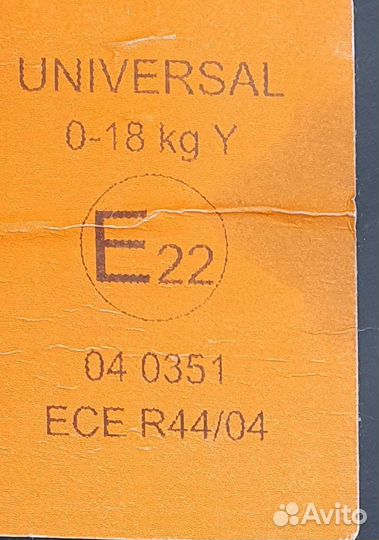 UNIVERSAL
0-18 kg Y
E22
04 0351
ECE R44/04
Avito